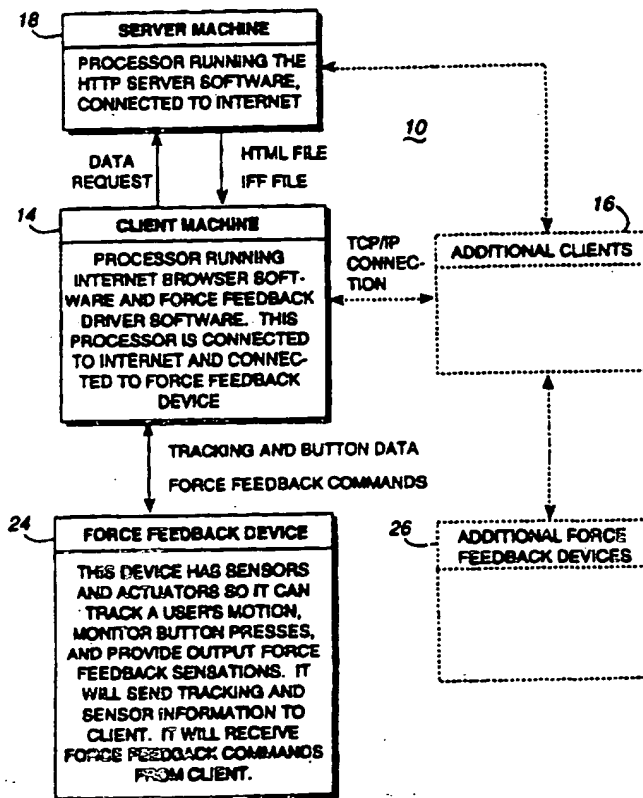 18
SERVER MACHINE
PROCESSOR RUNNING THE
HTTP SERVER SOFTWARE,
CONNECTED TO INTERNET
10
DATA
REQUEST
HTML FILE
IFF FILE
14
CLIENT MACHINE
PROCESSOR RUNNING
INTERNET BROWSER SOFT-
WARE AND FORCE FEEDBACK
DRIVER SOFTWARE. THIS
PROCESSOR IS CONNECTED
TO INTERNET AND CONNEC-
TED TO FORCE FEEDBACK
DEVICE
TCP/IP
CONNEC-
TION
16
ADDITIONAL CLIENTS
TRACKING AND BUTTON DATA
FORCE FEEDBACK COMMANDS
24
FORCE FEEDBACK DEVICE
THIS DEVICE HAS SENSORS
AND ACTUATORS SO IT CAN
TRACK A USER'S MOTION,
MONITOR BUTTON PRESSES,
AND PROVIDE OUTPUT FORCE
FEEDBACK SENSATIONS. IT
WILL SEND TRACKING AND
SENSOR INFORMATION TO
CLIENT. IT WILL RECEIVE
FORCE FEEDBACK COMMANDS
FROM CLIENT.
26
ADDITIONAL FORCE
FEEDBACK DEVICES